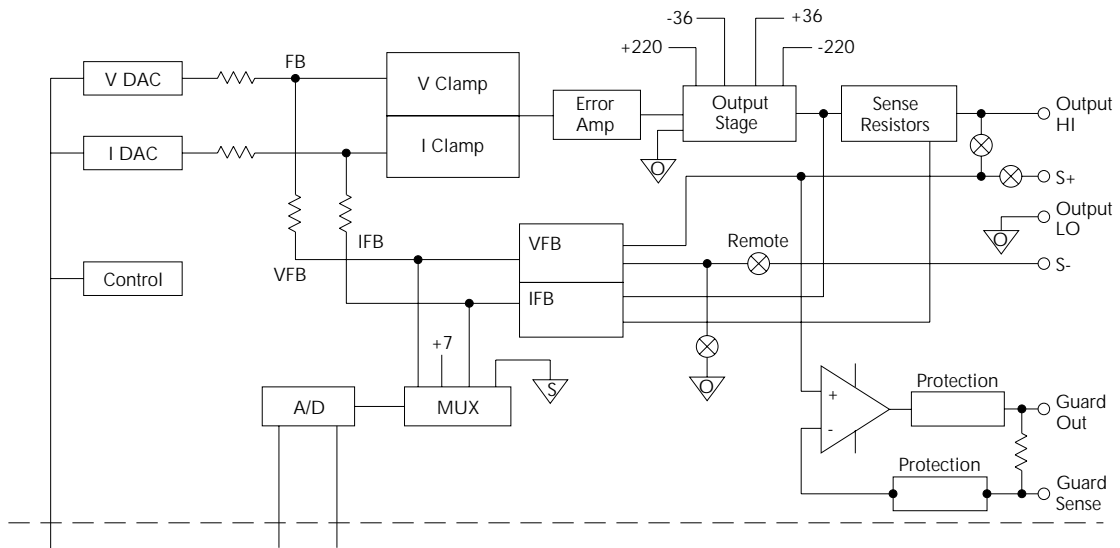 -36
+36
+220
-220
FB
V DAC
V Clamp
Error
Amp
Output
Stage
Sense
Resistors
Output
HI
I DAC
I Clamp
O
S+
Output
LO
O
IFB
VFB
Remote
VFB
S-
Control
IFB
+7
S
O
A/D
MUX
Protection
+
-
Guard
Out
Protection
Guard
Sense